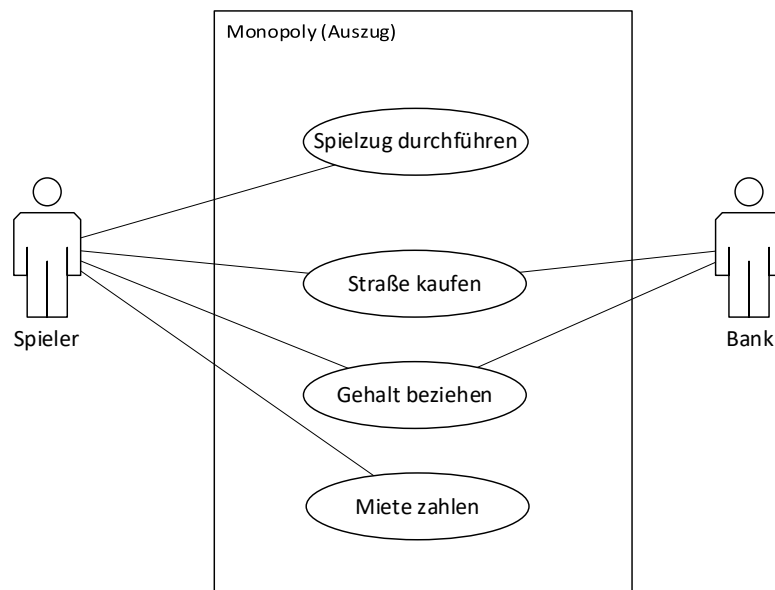 Monopoly (Auszug)
Spielzug durchführen
Straße kaufen
Spieler
Bank
Gehalt beziehen
Miete zahlen